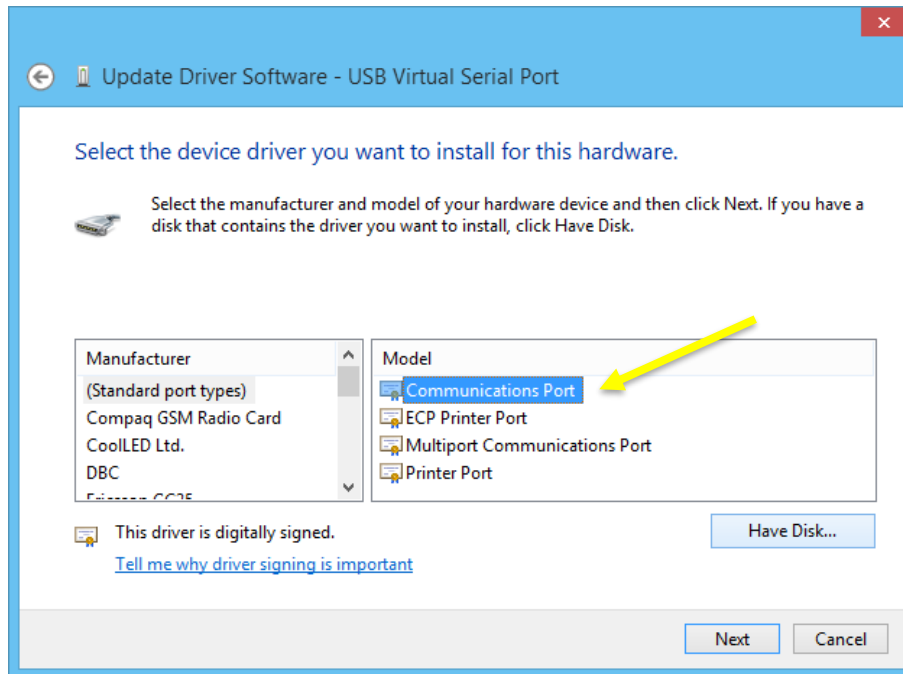 Update Driver Software - USB Virtual Serial Port
Select the device driver you want to install for this hardware.
Select the manufacturer and model of your hardware device and then click Next. If you have a
disk that contains the driver you want to install, click Have Disk.
Manufacturer
(Standard port types)
Compaq GSM Radio Card
CoolLED Ltd.
DBC
Model
Communications Port
ECP Printer Port
Multiport Communications Port
Printer Port
This driver is digitally signed.
Tell me why driver signing is important
Have Disk...
Next
Cancel